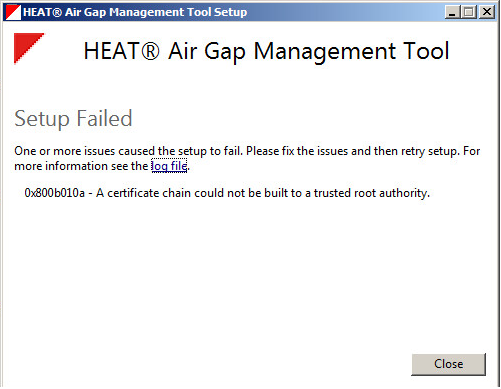 HEAT® Air Gap Management Tool Setup
HEAT® Air Gap Management Tool
Setup Failed
One or more issues caused the setup to fail. Please fix the issues and then retry setup. For
more information see the log file.
0x800b010a - A certificate chain could not be built to a trusted root authority.
Close